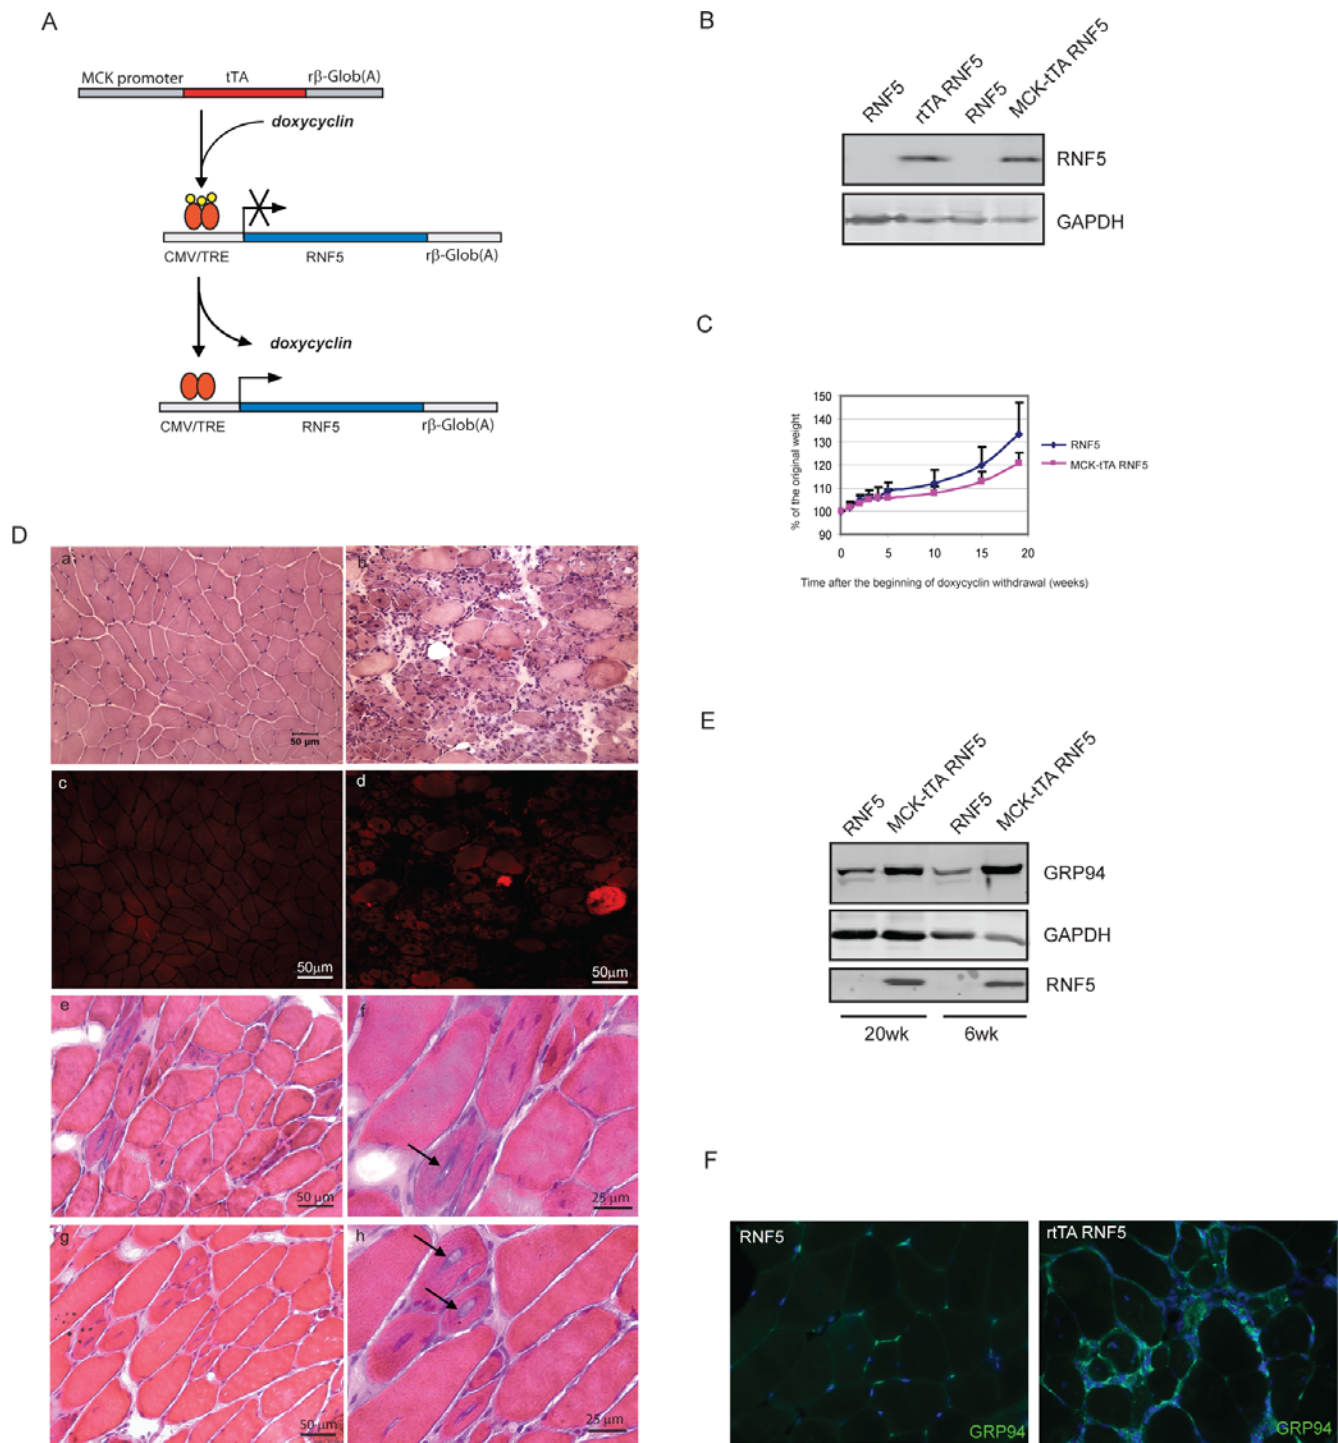 A
MCK promoter tTA rβ-Glob(A)
doxycyclin
CMV/TRE RNF5 rβ-Glob(A)
doxycyclin
CMV/TRE RNF5 rβ-Glob(A)
B
RNF5 rtTA RNF5 RNF5 MCK-tTA RNF5
RNF5
GAPDH
C
150
140
130
120
110
100
90
0 5 10 15 20
% of the original weight
Time after the beginning of doxycyclin withdrawal (weeks)
RNF5
MCK-tTA RNF5
D
a b
50 µm
c d
50µm 50µm
e f
50 µm 25 µm
g h
50 µm 25 µm
E
RNF5 MCK-tTA RNF5 RNF5 MCK-tTA RNF5
GRP94
GAPDH
RNF5
20wk 6wk
F
RNF5 rtTA RNF5
GRP94 GRP94